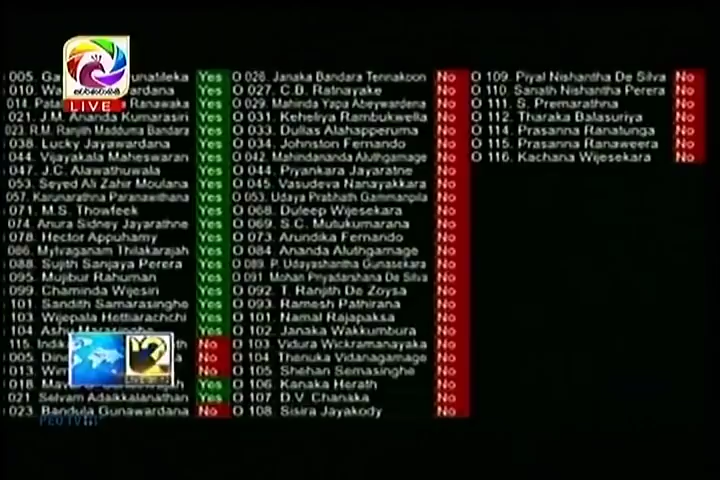 LIVE
005. Ga unatileka Yes
010. Wa ardana Yes
014. Pata Ranawaka Yes
021. J.M. Ananda Kumarasiri Yes
023. R.M. Ranjith Madduma Bandara Yes
038. Lucky Jayawardena Yes
044. Vijayakala Maheswaran Yes
047. J.C. Alawathuwala Yes
053. Seyed Ali Zahir Moulana Yes
057. Karunarathna Paranawithana Yes
071. M.S. Thowfeek Yes
074. Anura Sidney Jayarathne Yes
078. Hector Appuhamy Yes
086. Mylvaganam Thilakarajah Yes
088. Sujith Sanjaya Perera Yes
095. Mujibur Rahuman Yes
099. Chaminda Wijesiri Yes
101. Sandith Samarasinghe Yes
103. Wijepala Hettiarachchi Yes
104. Ashu Marasinghe Yes
115. Inda th No
005. Dine No
013. Wim No
018. Ma Yes
021 Selvam Adaikkalanathan Yes
023. Bandula Gunawardana No
O 026. Janaka Bandara Tennakoon No
O 027. C.B. Ratnayake No
O 029. Mahinda Yapa Abeywardena No
O 031. Keheliya Rambukwella No
O 033. Dullas Alahapperuma No
O 034. Johnston Fernando No
O 042. Mahindananda Aluthgamage No
O 044. Piyankara Jayaratne No
O 045. Vasudeva Nanayakkara No
O 053. Udaya Prabhath Gammanpila No
O 068. Duleep Wijesekara No
O 069. S.C. Mutukumarana No
O 073. Arundika Fernando No
O 084. Ananda Aluthgamage No
O 089. P. Udayashantha Gunasekara No
O 091. Mohan Priyadarshana De Silva No
O 092. T. Ranjith De Zoysa No
O 093. Ramesh Pathirana No
O 101. Namal Rajapaksa No
O 102. Janaka Wakkumbura No
O 103. Vidura Wickramanayaka No
O 104. Thenuka Vidanagamage No
O 105. Shehan Semasinghe No
O 106. Kanaka Herath No
O 107. D.V. Chanaka No
O 108. Sisira Jayakody No
O 109. Piyal Nishantha De Silva No
O 110. Sanath Nishantha Perera No
O 111. S. Premarathna No
O 112. Tharaka Balasuriya No
O 114. Prasanna Ranatunga No
O 115. Prasanna Ranaweera No
O 116. Kachana Wijesekara No
PEO TV